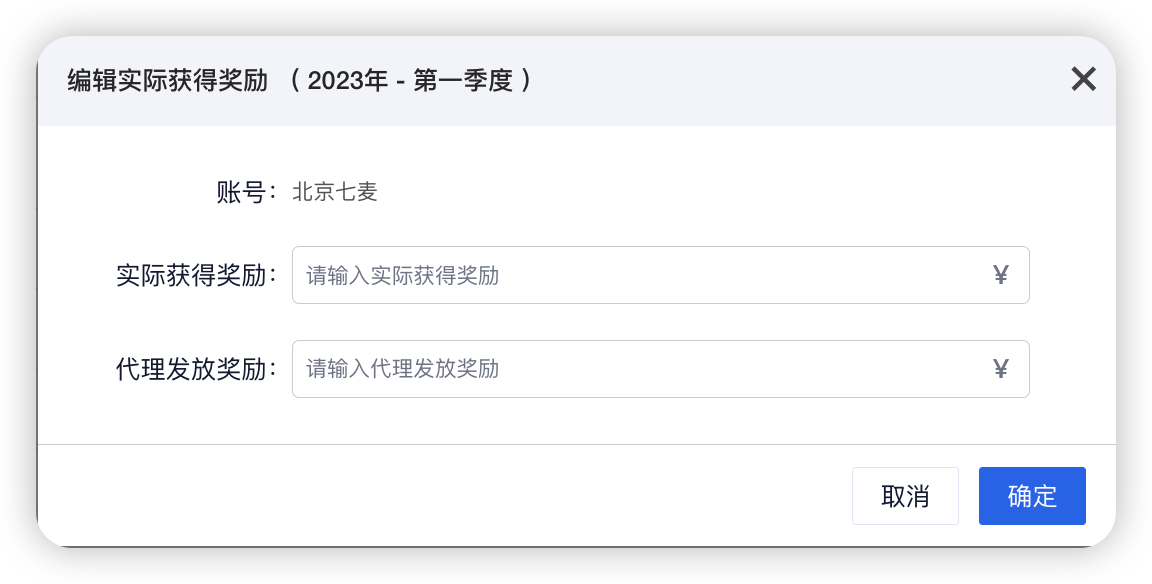 编辑实际获得奖励 （ 2023年 - 第一季度 ）
账号： 北京七麦
实际获得奖励： 请输入实际获得奖励 ¥
代理发放奖励： 请输入代理发放奖励 ¥
取消 确定